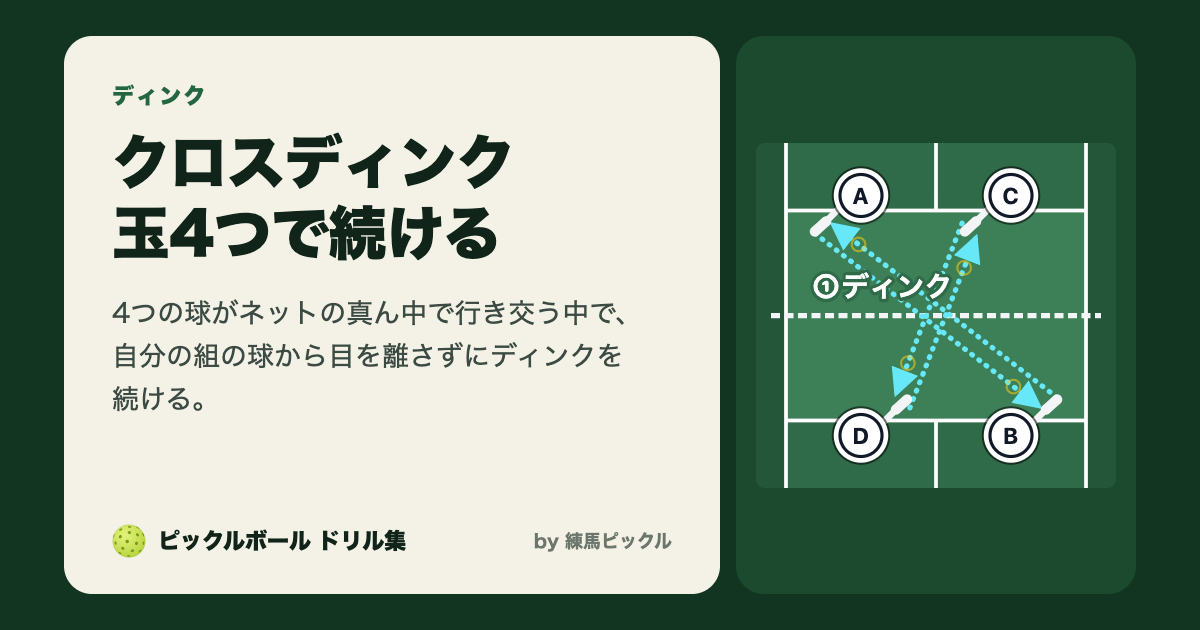 ディンク
クロスディンク
玉4つで続ける
4つの球がネットの真ん中で行き交う中で、
自分の組の球から目を離さずにディンクを
続ける。
ピックルボール ドリル集
by 練馬ピックル
A
C
①ディンク
D
B